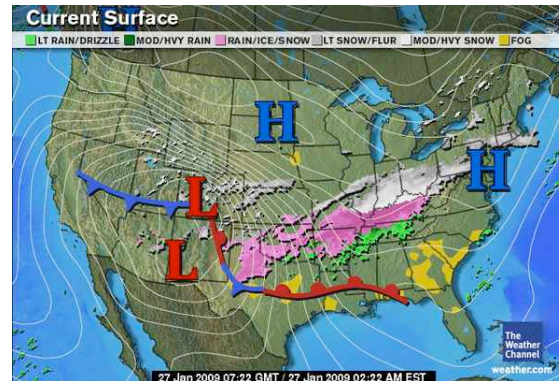 Current Surface
LT RAIN/DRIZZLE MOD/HVY RAIN RAIN/ICE/SNOW LT SNOW/FLUR MOD/HVY SNOW FOG
H
H
L
L
The
Weather
Channel
weather.com
27 Jan 2009 07:22 GMT / 27 Jan 2009 02:22 AM EST